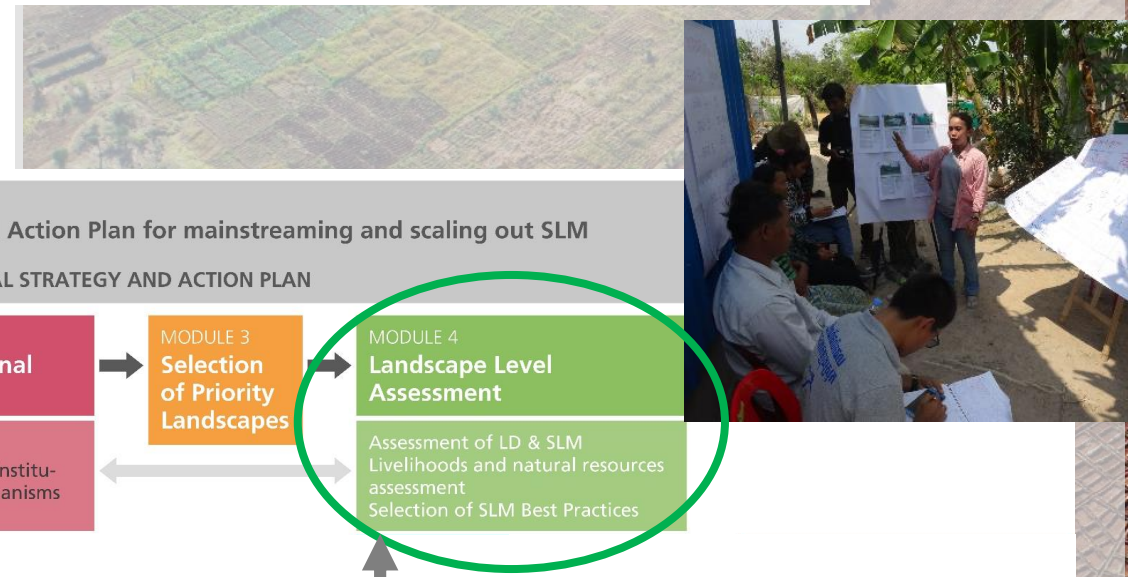 Action Plan for mainstreaming and scaling out SLM
AL STRATEGY AND ACTION PLAN
nal
MODULE 3
Selection
of Priority
Landscapes
MODULE 4
Landscape Level
Assessment
nstitu-
anisms
Assessment of LD & SLM
Livelihoods and natural resources
assessment
Selection of SLM Best Practices